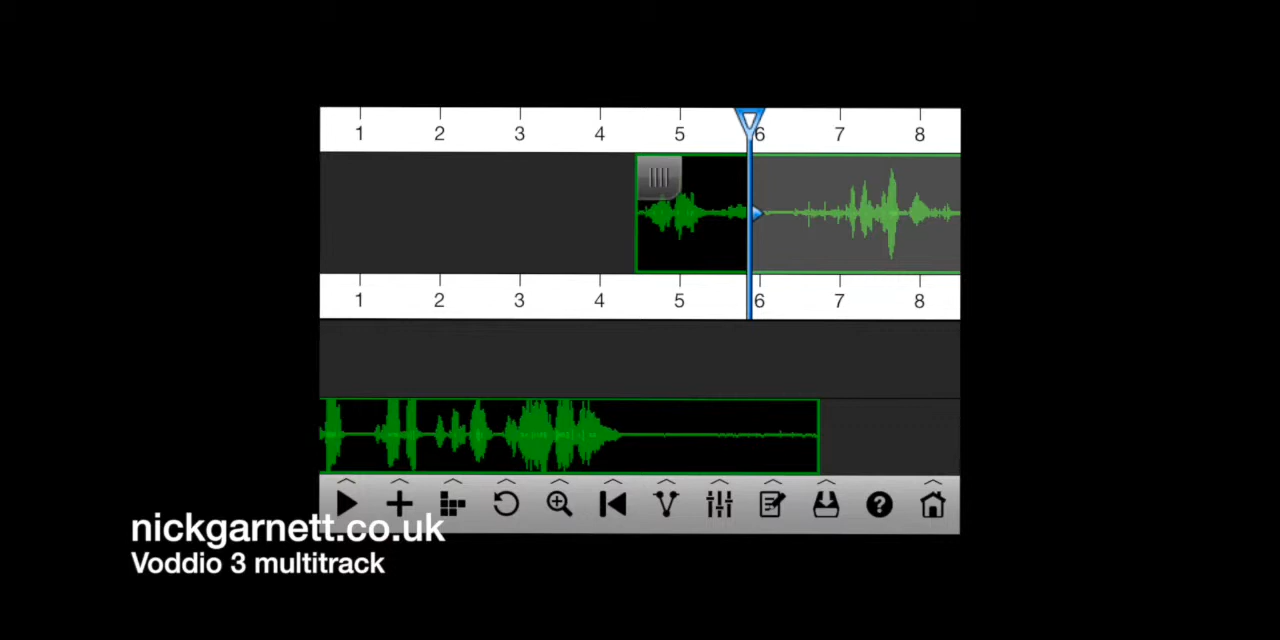 1 2 3 4 5 6 7 8
1 2 3 4 5 6 7 8
?
nickgarnett.co.uk
Voddio 3 multitrack